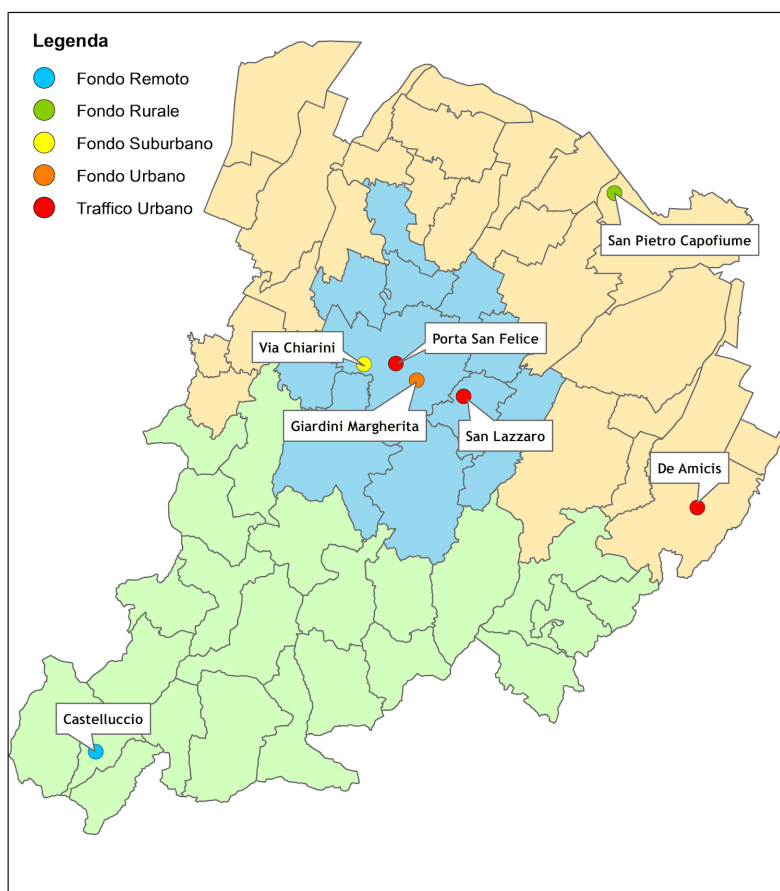 Legenda
Fondo Remoto
Fondo Rurale
Fondo Suburbano
Fondo Urbano
Traffico Urbano
San Pietro Capofiume
Via Chiarini
Porta San Felice
Giardini Margherita
San Lazzaro
De Amicis
Castelluccio